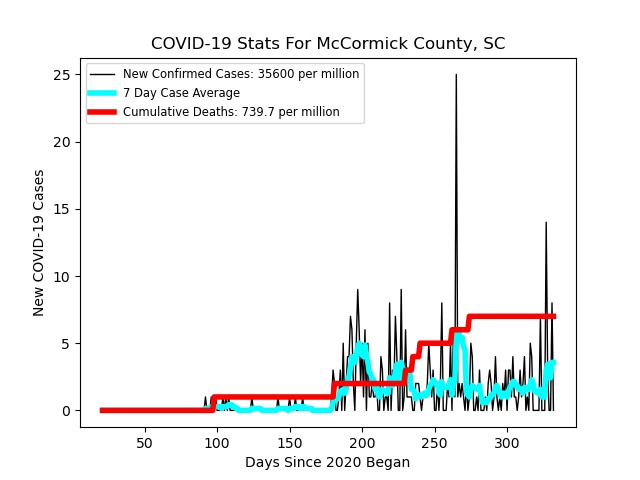 COVID-19 Stats For McCormick County, SC
New Confirmed Cases: 35600 per million
7 Day Case Average
Cumulative Deaths: 739.7 per million
New COVID-19 Cases
25
20
15
10
5
0
50 100 150 200 250 300
Days Since 2020 Began